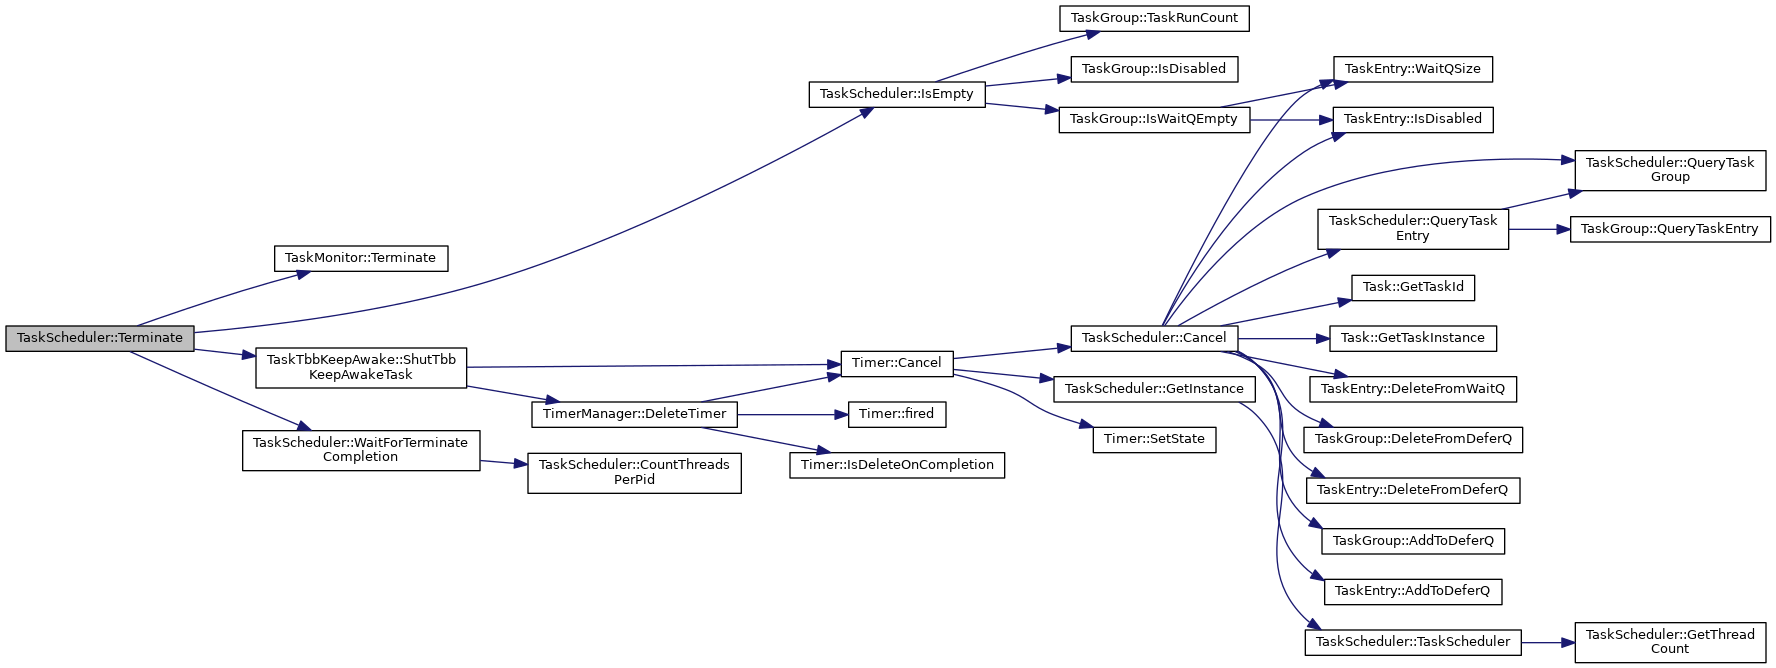 TaskScheduler::Terminate
TaskMonitor::Terminate
TaskScheduler::IsEmpty
TaskGroup::TaskRunCount
TaskGroup::IsDisabled
TaskGroup::IsWaitQEmpty
TaskEntry::WaitQSize
TaskEntry::IsDisabled
TaskTbbKeepAwake::ShutTbb
KeepAwakeTask
Timer::Cancel
TaskScheduler::Cancel
TaskScheduler::QueryTask
Group
TaskScheduler::QueryTask
Entry
TaskGroup::QueryTaskEntry
Task::GetTaskId
Task::GetTaskInstance
TaskEntry::DeleteFromWaitQ
TaskGroup::DeleteFromDeferQ
TaskEntry::DeleteFromDeferQ
TaskGroup::AddToDeferQ
TaskEntry::AddToDeferQ
TaskScheduler::GetInstance
TaskScheduler::TaskScheduler
TaskScheduler::GetThread
Count
Timer::SetState
TimerManager::DeleteTimer
Timer::fired
Timer::IsDeleteOnCompletion
TaskScheduler::WaitForTerminate
Completion
TaskScheduler::CountThreads
PerPid